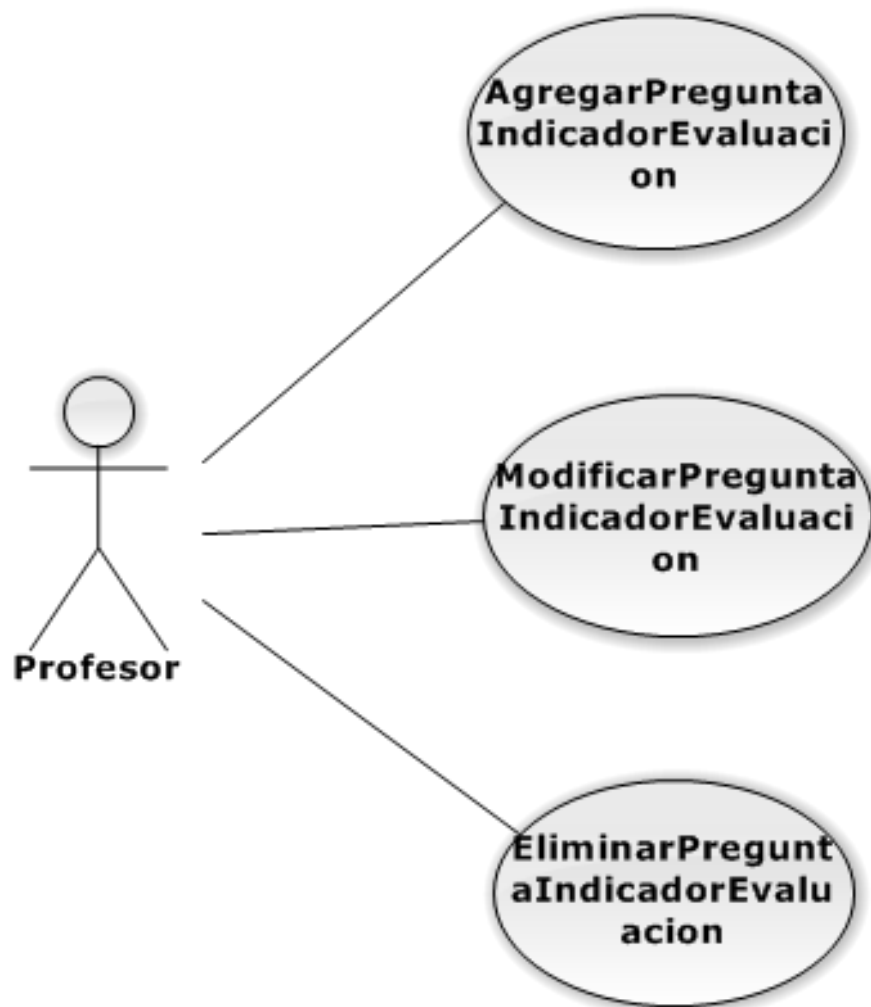 AgregarPregunta
IndicadorEvaluaci
on
ModificarPregunta
IndicadorEvaluaci
on
Profesor
EliminarPregunt
aIndicadorEvalu
acion